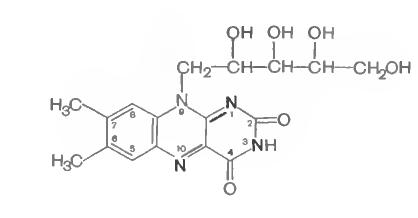 OH OH OH
CH2—CH—CH—CH—CH2OH
H3C 8 N 9 N 1 2 O
7
6 3 NH
H3C 5 N 10 4
O